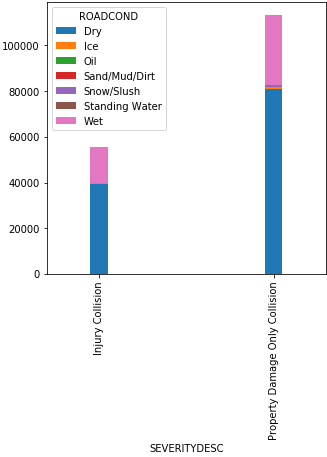 ROADCOND
Dry
Ice
Oil
Sand/Mud/Dirt
Snow/Slush
Standing Water
Wet
100000
80000
60000
40000
20000
0
Injury Collision
Property Damage Only Collision
SEVERITYDESC